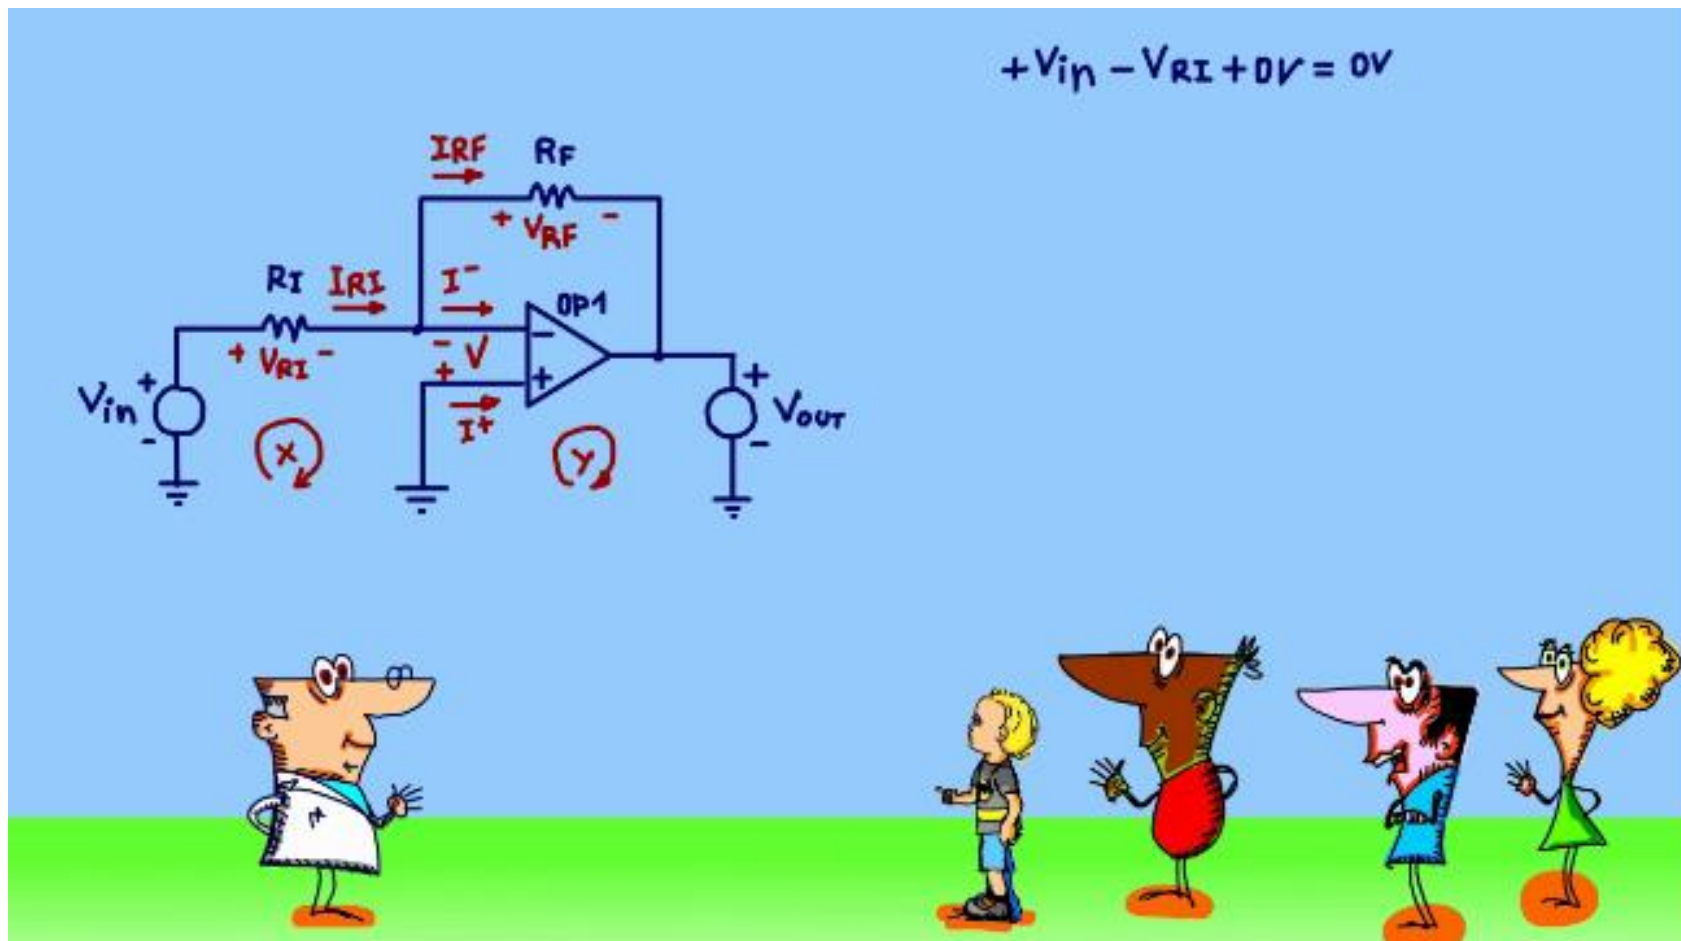 +Vin - VRI + 0V = 0V
IRF
RF
+ VRF -
RI
IRI
I-
OP1
+ VRI -
- V +
-
+
Vin
+
-
I+
X
Y
+
-
VOUT